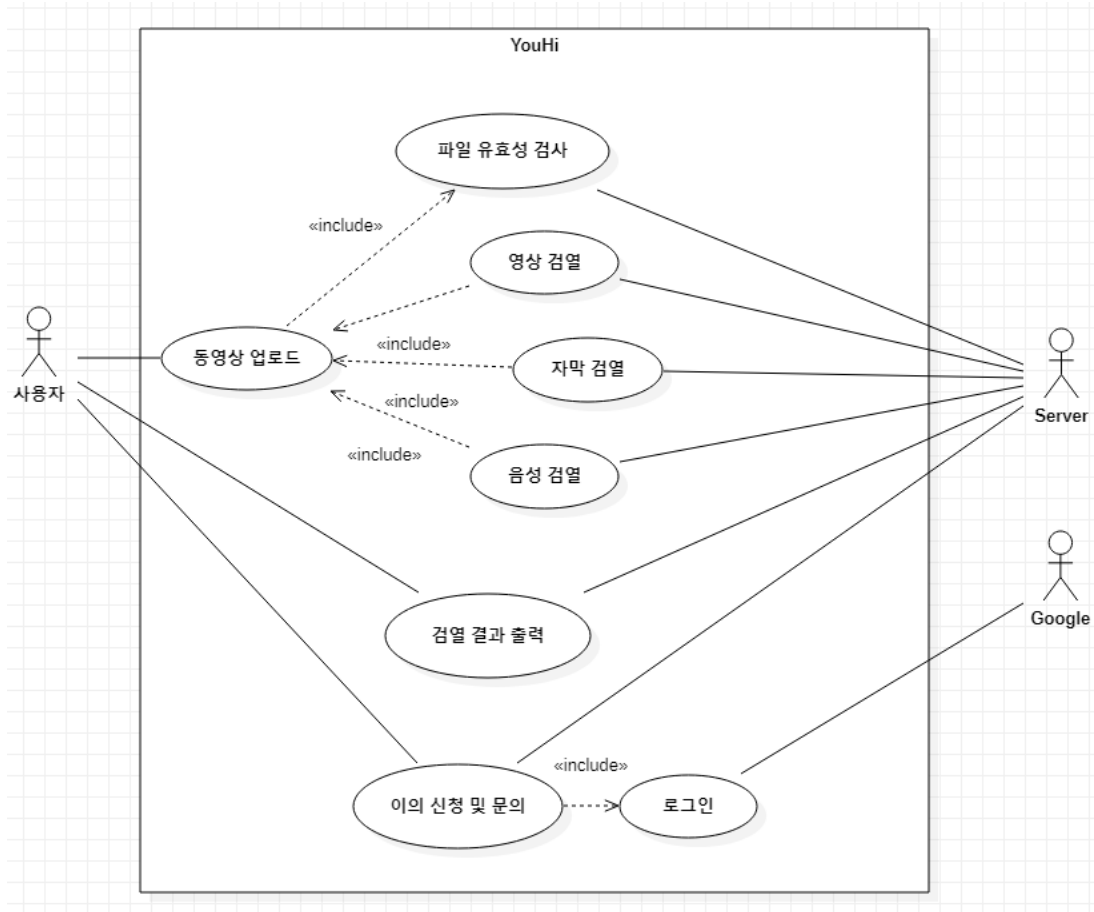 YouHi
파일 유효성 검사
«include»
영상 검열
«include»
동영상 업로드
자막 검열
사용자
«include»
Server
«include»
음성 검열
검열 결과 출력
Google
«include»
이의 신청 및 문의
로그인